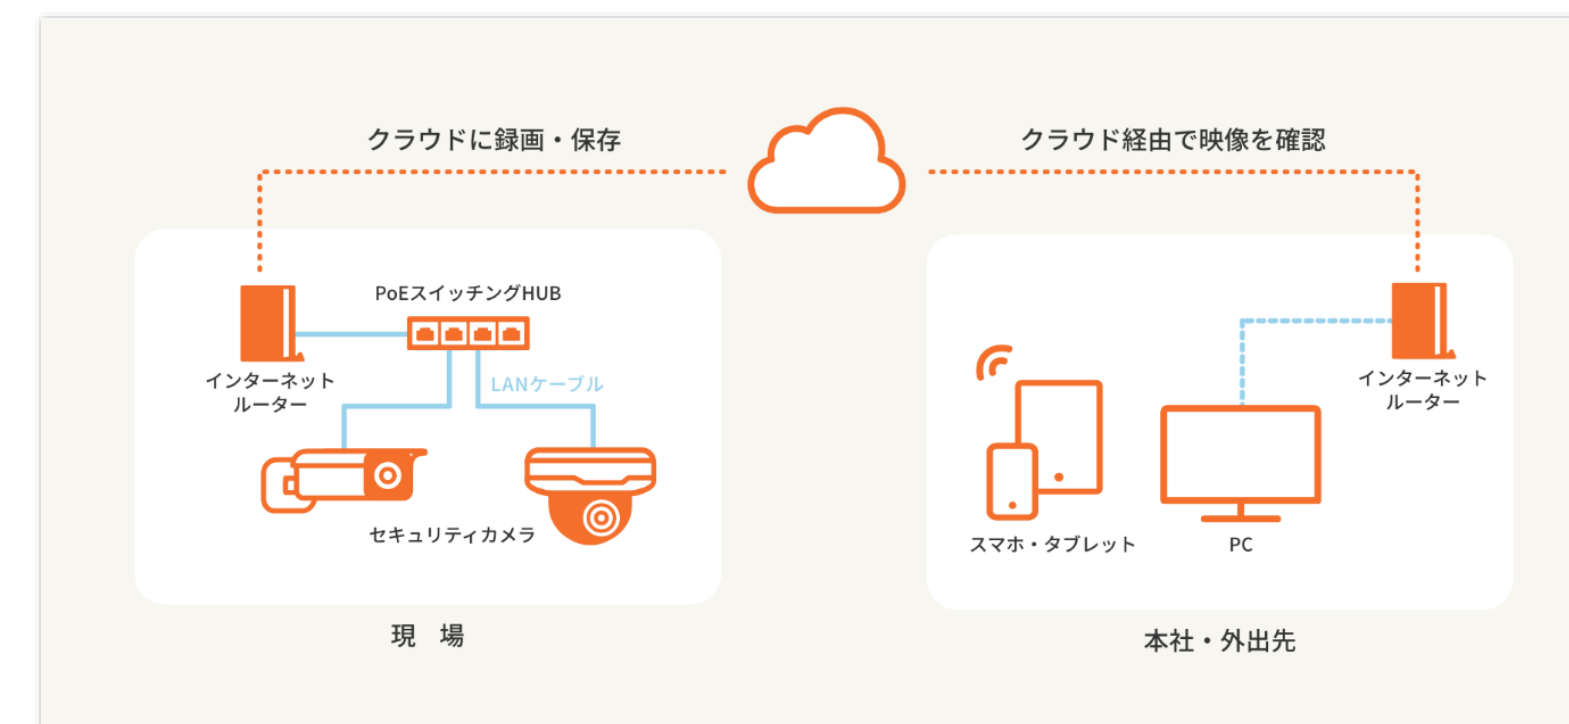 クラウドに録画・保存
クラウド経由で映像を確認
PoEスイッチングHUB
インターネット
ルーター
LANケーブル
セキュリティカメラ
現　場
インターネット
ルーター
スマホ・タブレット
PC
本社・外出先